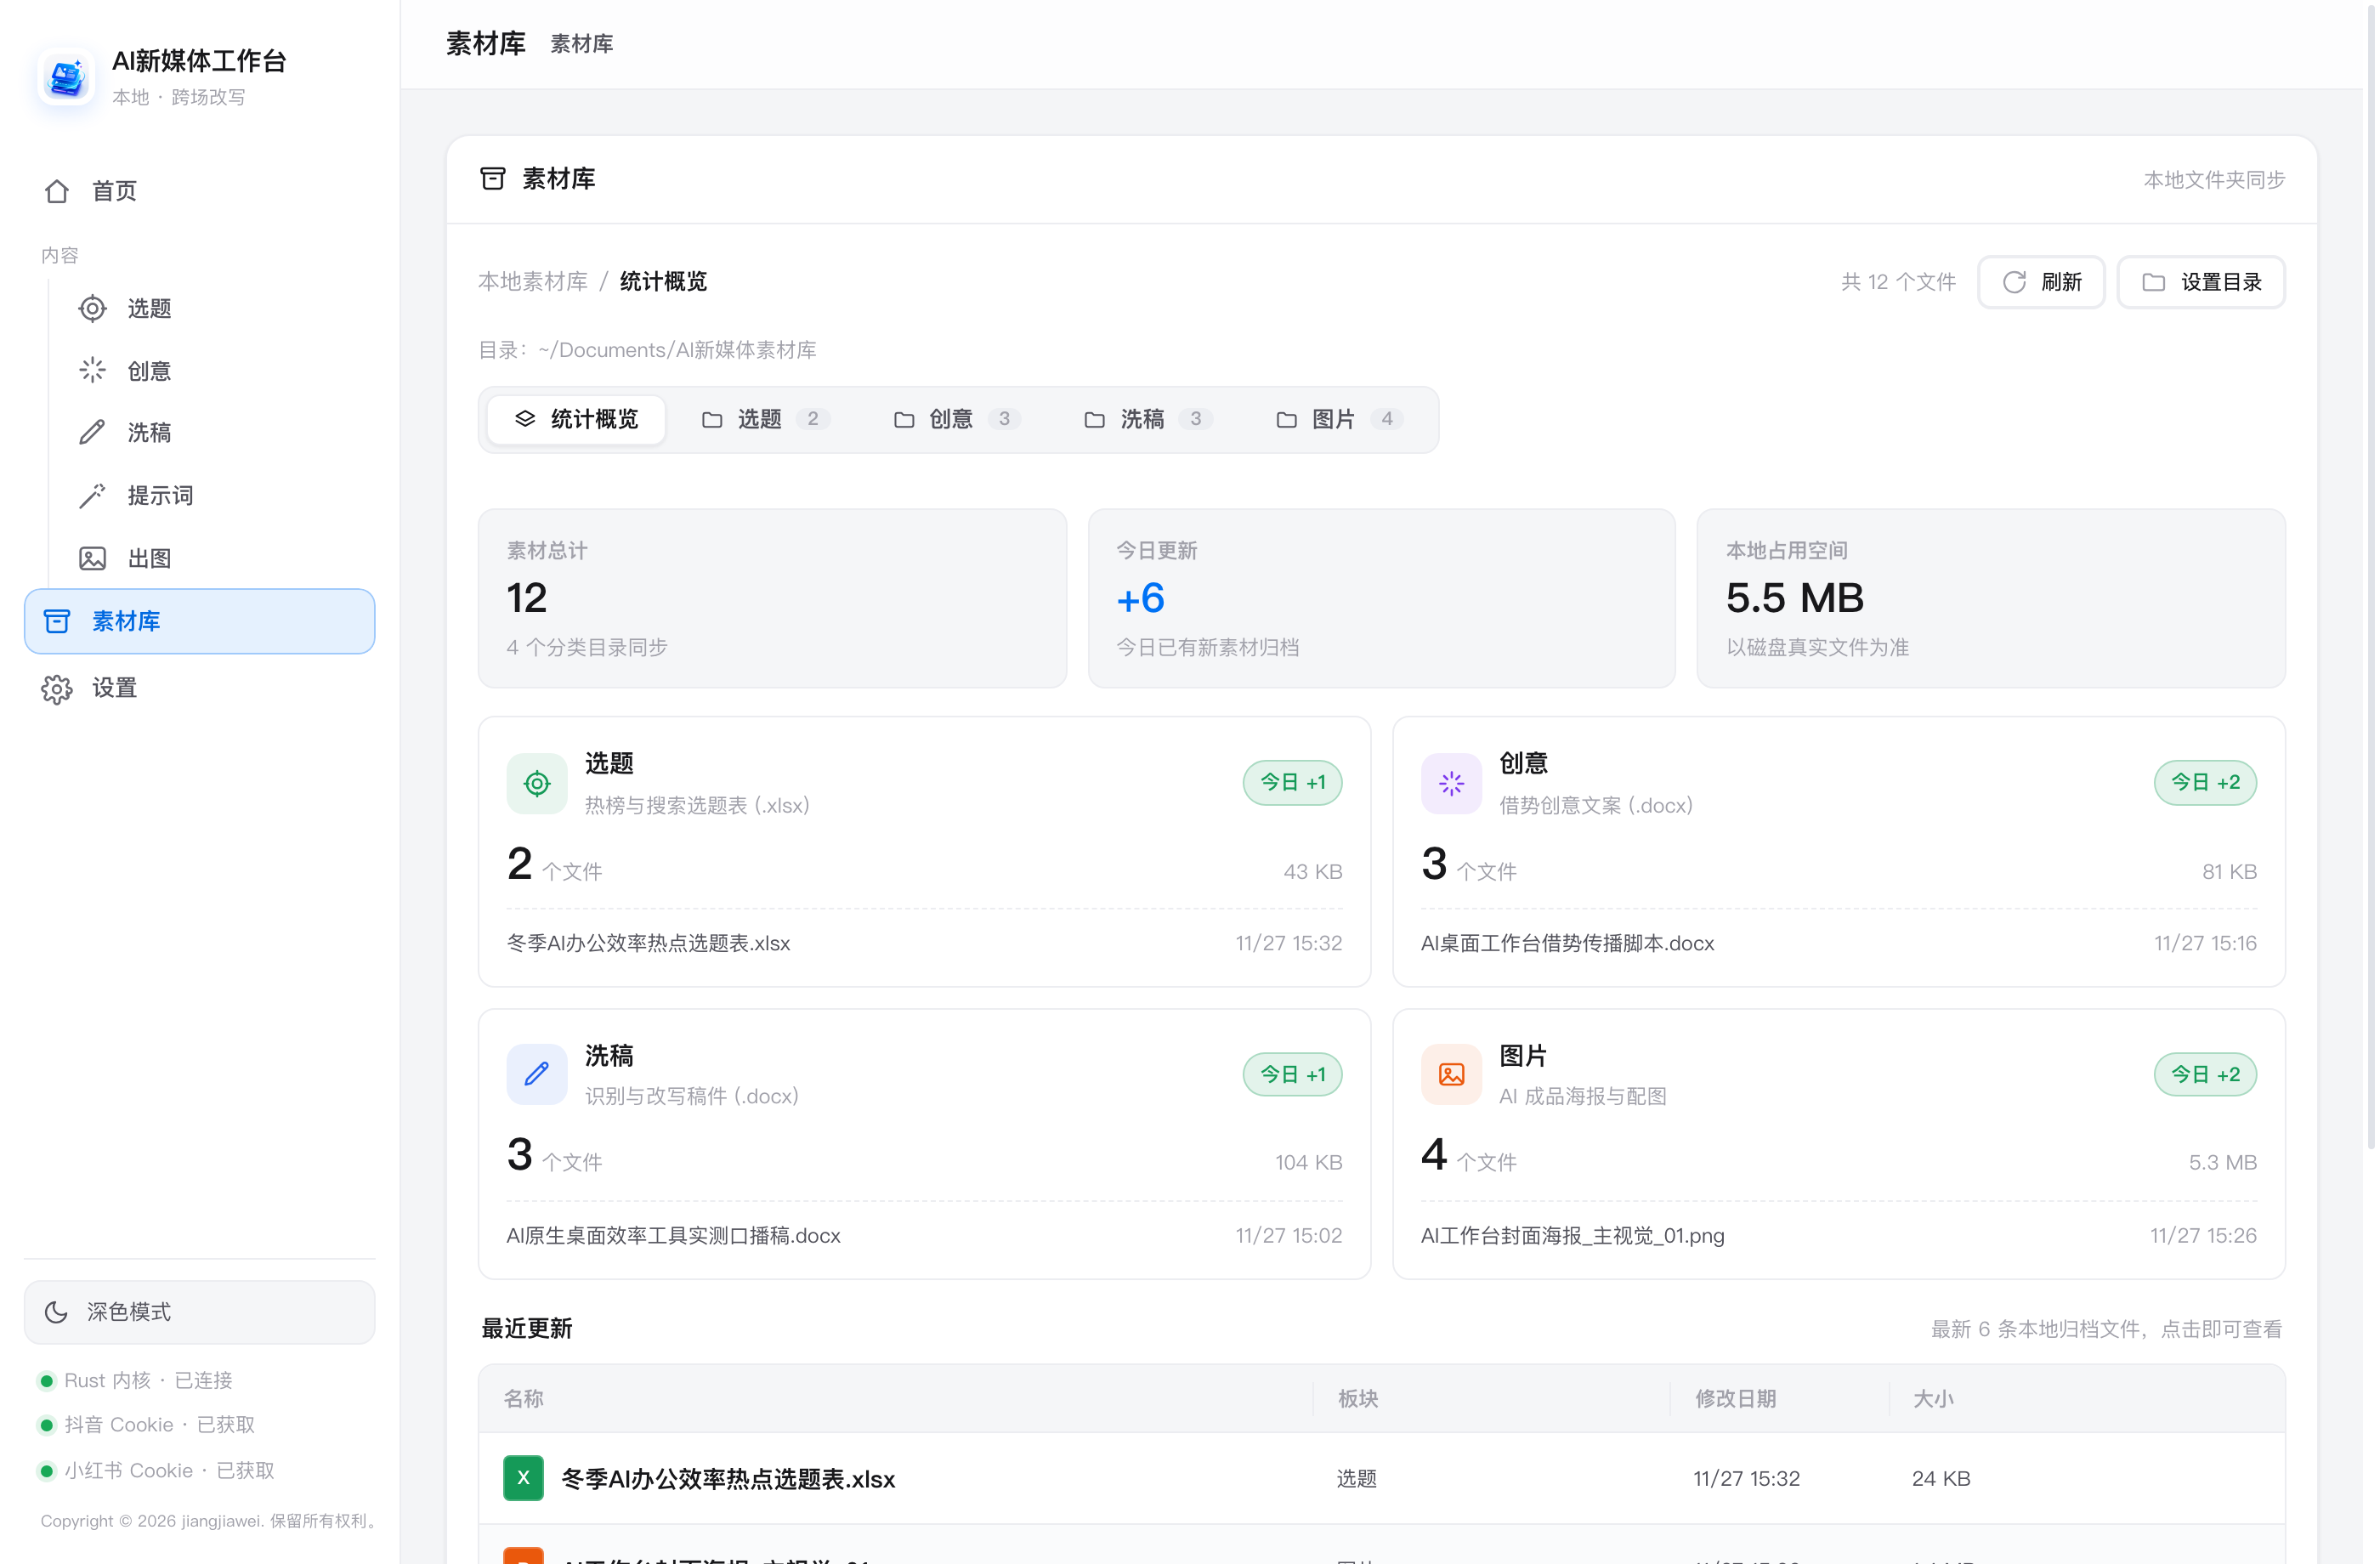 AI新媒体工作台
本地 · 跨场改写
首页
内容
选题
创意
洗稿
提示词
出图
素材库
设置
深色模式
Rust 内核 · 已连接
抖音 Cookie · 已获取
小红书 Cookie · 已获取
Copyright © 2026 jiangjiawei. 保留所有权利。
素材库 素材库
素材库 本地文件夹同步
本地素材库 / 统计概览 共 12 个文件 刷新 设置目录
目录：~/Documents/AI新媒体素材库
统计概览 选题 2 创意 3 洗稿 3 图片 4
素材总计
12
4 个分类目录同步
今日更新
+6
今日已有新素材归档
本地占用空间
5.5 MB
以磁盘真实文件为准
选题
热榜与搜索选题表 (.xlsx)
今日 +1
2 个文件 43 KB
冬季AI办公效率热点选题表.xlsx 11/27 15:32
创意
借势创意文案 (.docx)
今日 +2
3 个文件 81 KB
AI桌面工作台借势传播脚本.docx 11/27 15:16
洗稿
识别与改写稿件 (.docx)
今日 +1
3 个文件 104 KB
AI原生桌面效率工具实测口播稿.docx 11/27 15:02
图片
AI 成品海报与配图
今日 +2
4 个文件 5.3 MB
AI工作台封面海报_主视觉_01.png 11/27 15:26
最近更新 最新 6 条本地归档文件，点击即可查看
名称 板块 修改日期 大小
X 冬季AI办公效率热点选题表.xlsx 选题 11/27 15:32 24 KB